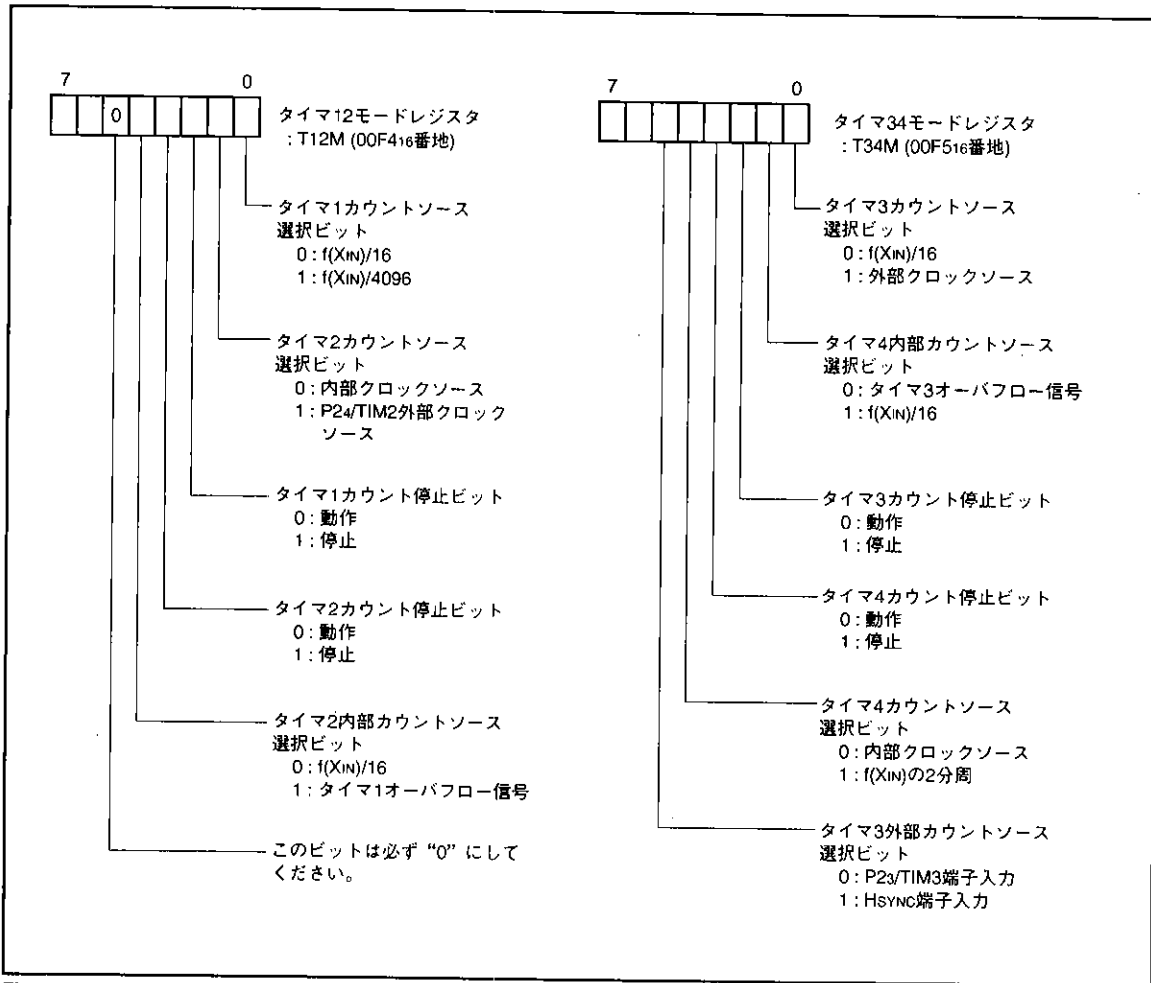 7 0
0
タイマ12モードレジスタ
: T12M (00F416番地)
タイマ1カウントソース
選択ビット
0 : f(XIN)/16
1 : f(XIN)/4096
タイマ2カウントソース
選択ビット
0 : 内部クロックソース
1 : P24/TIM2外部クロック
ソース
タイマ1カウント停止ビット
0 : 動作
1 : 停止
タイマ2カウント停止ビット
0 : 動作
1 : 停止
タイマ2内部カウントソース
選択ビット
0 : f(XIN)/16
1 : タイマ1オーバフロー信号
このビットは必ず “0” にして
ください。
7 0
タイマ34モードレジスタ
: T34M (00F516番地)
タイマ3カウントソース
選択ビット
0 : f(XIN)/16
1 : 外部クロックソース
タイマ4内部カウントソース
選択ビット
0 : タイマ3オーバフロー信号
1 : f(XIN)/16
タイマ3カウント停止ビット
0 : 動作
1 : 停止
タイマ4カウント停止ビット
0 : 動作
1 : 停止
タイマ4カウントソース
選択ビット
0 : 内部クロックソース
1 : f(XIN)の2分周
タイマ3外部カウントソース
選択ビット
0 : P23/TIM3端子入力
1 : HSYNC端子入力